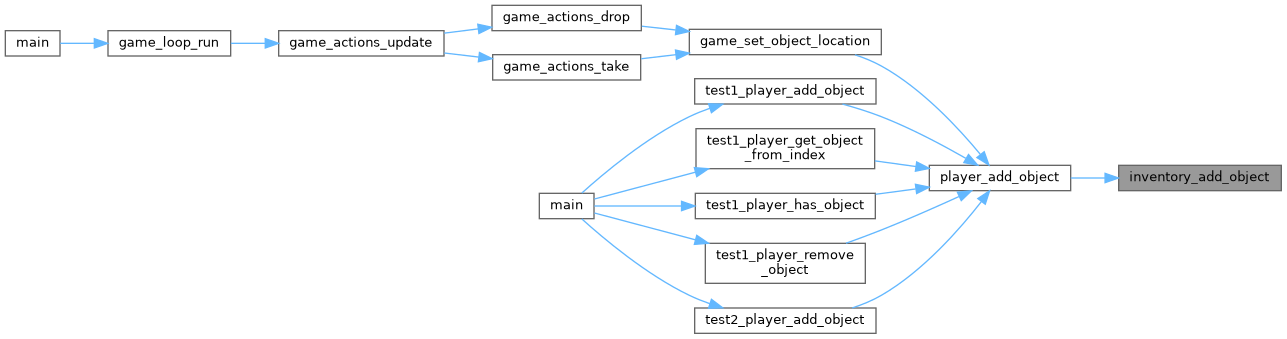 main
game_loop_run
game_actions_update
game_actions_drop
game_actions_take
game_set_object_location
test1_player_add_object
test1_player_get_object
_from_index
main
test1_player_has_object
test1_player_remove
_object
test2_player_add_object
player_add_object
inventory_add_object